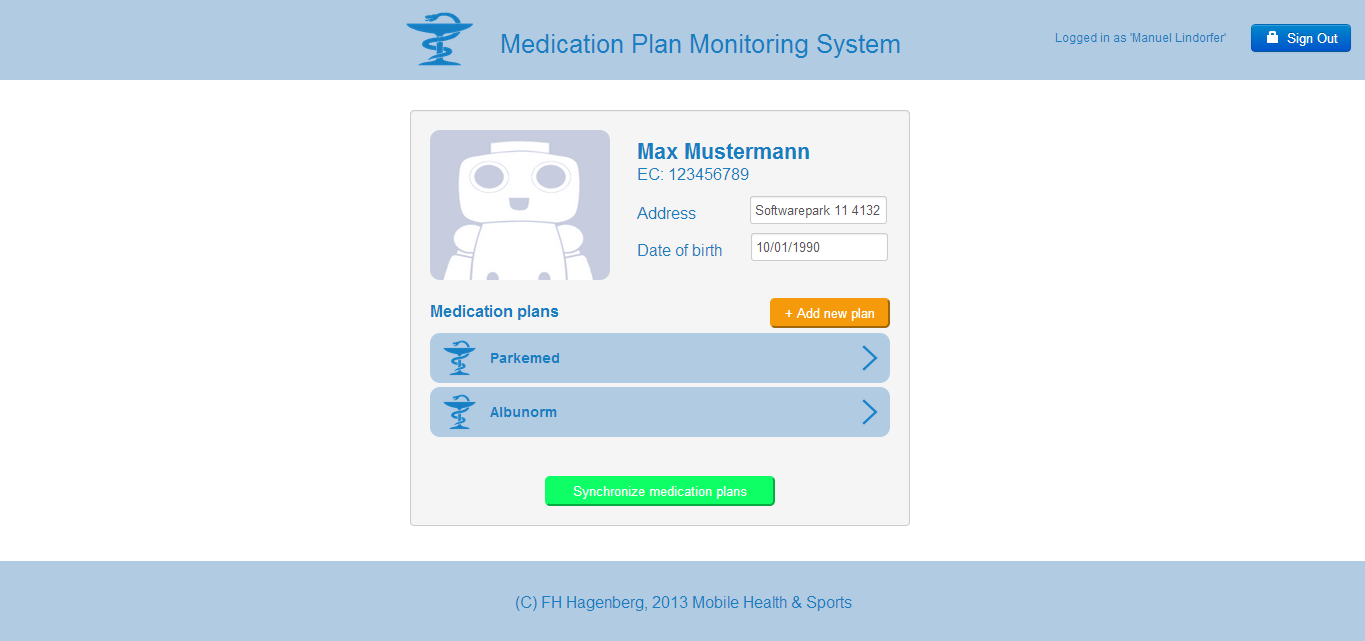 Medication Plan Monitoring System
Logged in as 'Manuel Lindorfer'
Sign Out
Max Mustermann
EC: 123456789
Address
Softwarepark 11 4132
Date of birth
10/01/1990
Medication plans
+ Add new plan
Parkemed
Albunorm
Synchronize medication plans
(C) FH Hagenberg, 2013 Mobile Health & Sports